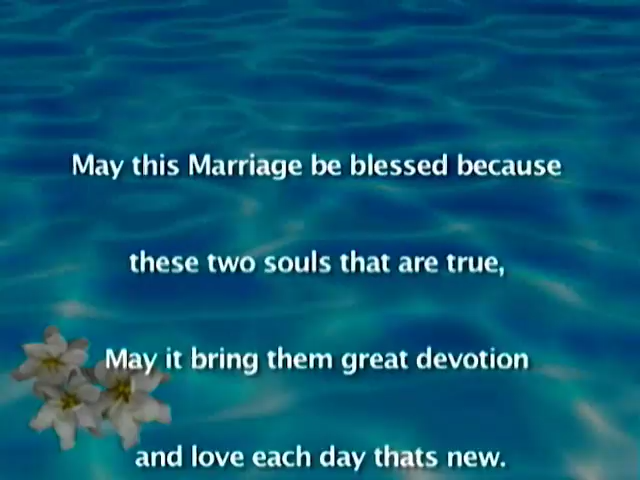 May this Marriage be blessed because
these two souls that are true,
May it bring them great devotion
and love each day thats new.